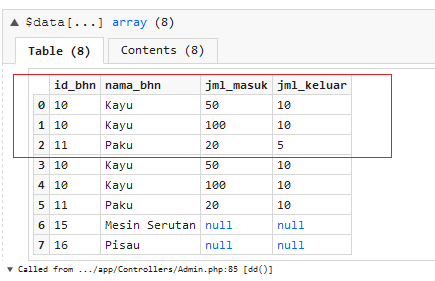 ▲ $data[...] array (8)
Table (8) Contents (8)
id_bhn nama_bhn jml_masuk jml_keluar
0 10 Kayu 50 10
1 10 Kayu 100 10
2 11 Paku 20 5
3 10 Kayu 50 10
4 10 Kayu 100 10
5 11 Paku 20 10
6 15 Mesin Serutan null null
7 16 Pisau null null
▼ Called from .../app/Controllers/Admin.php:85 [dd()]